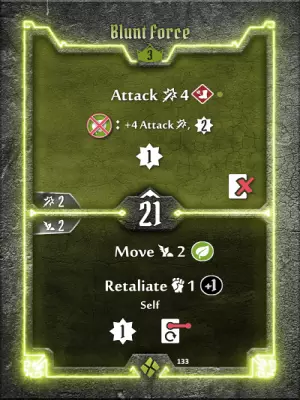 Blunt Force
3
Attack 4
: +4 Attack , 2
1
2
21
2
Move 2
Retaliate 1 +1
Self
1
133